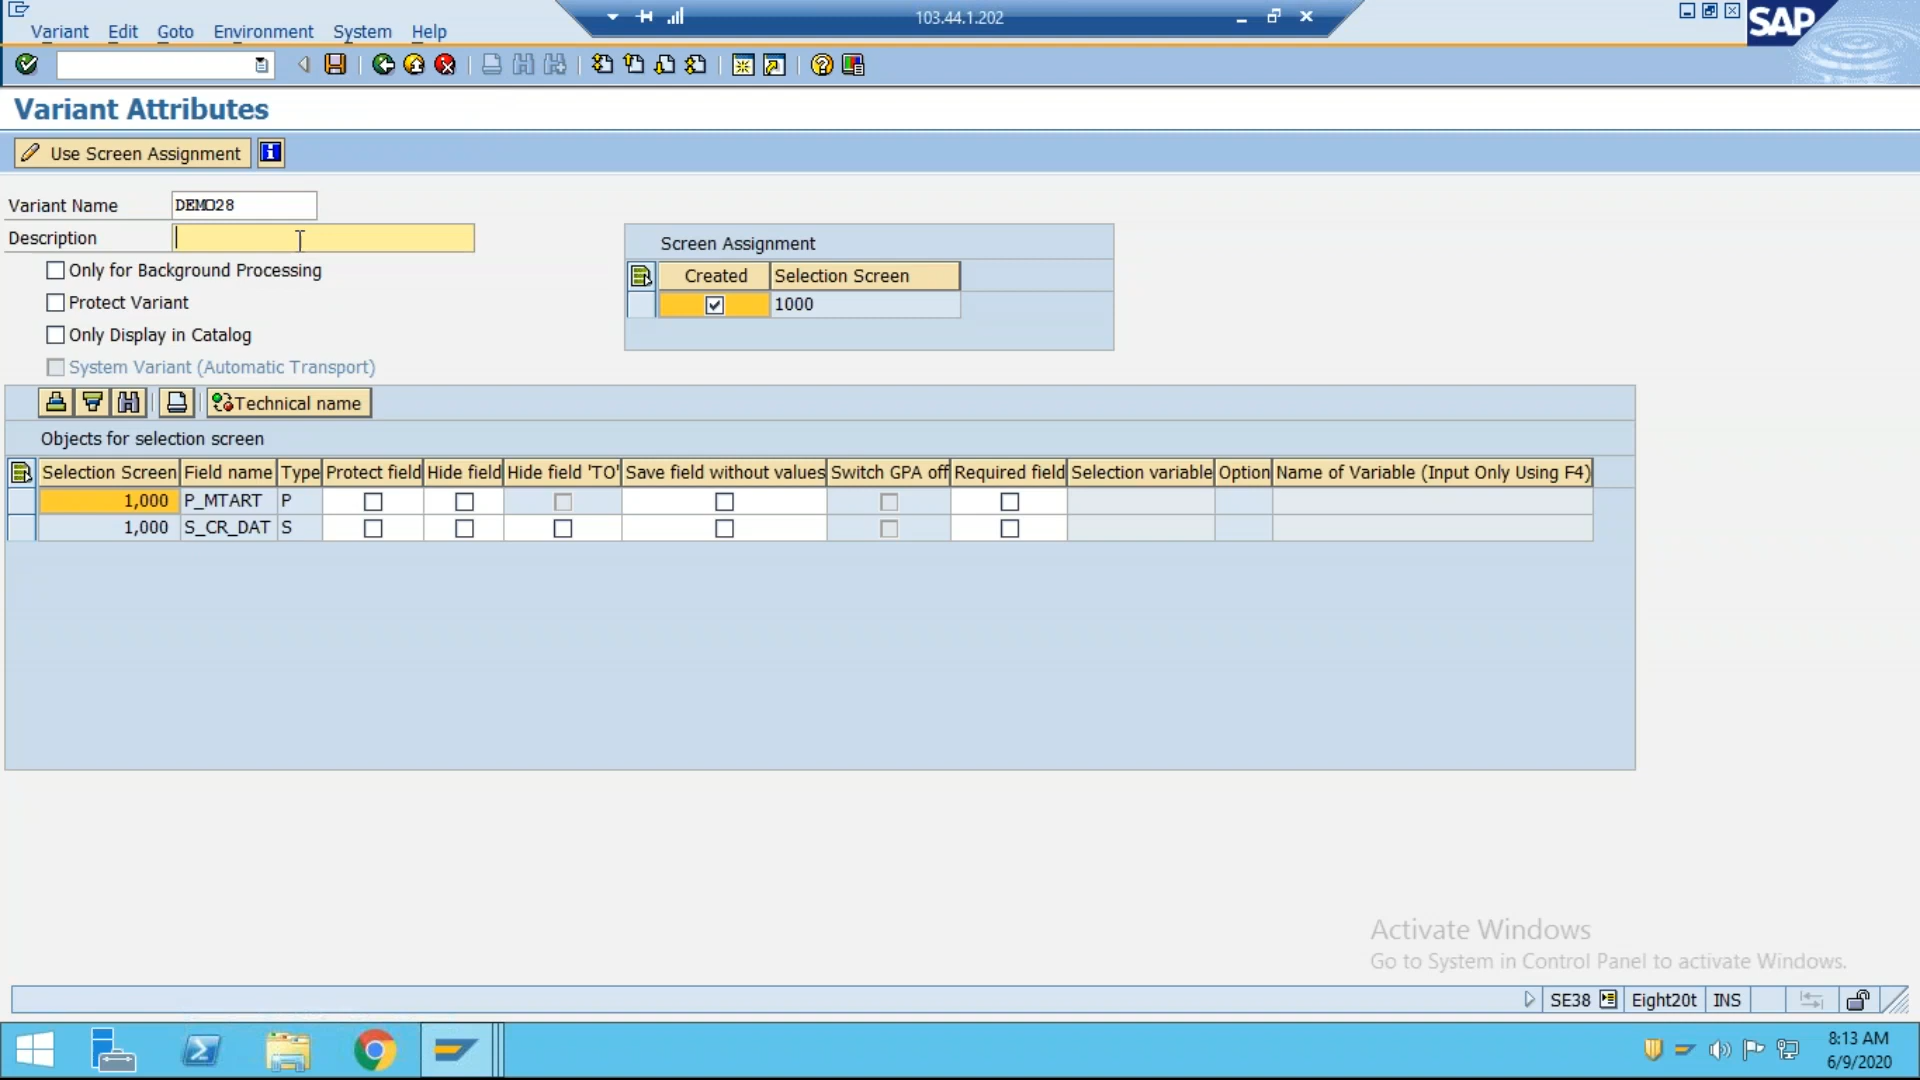 103.44.1.202
SAP
Variant Edit Goto Environment System Help
Variant Attributes
Use Screen Assignment
Variant Name DEMO28
Description
Only for Background Processing
Protect Variant
Only Display in Catalog
System Variant (Automatic Transport)
Screen Assignment
Created Selection Screen
1000
Technical name
Objects for selection screen
Selection Screen Field name Type Protect field Hide field Hide field 'TO' Save field without values Switch GPA off Required field Selection variable Option Name of Variable (Input Only Using F4)
1,000 P_MTART P
1,000 S_CR_DAT S
Activate Windows
Go to System in Control Panel to activate Windows.
SE38 Eight20t INS
8:13 AM
6/9/2020